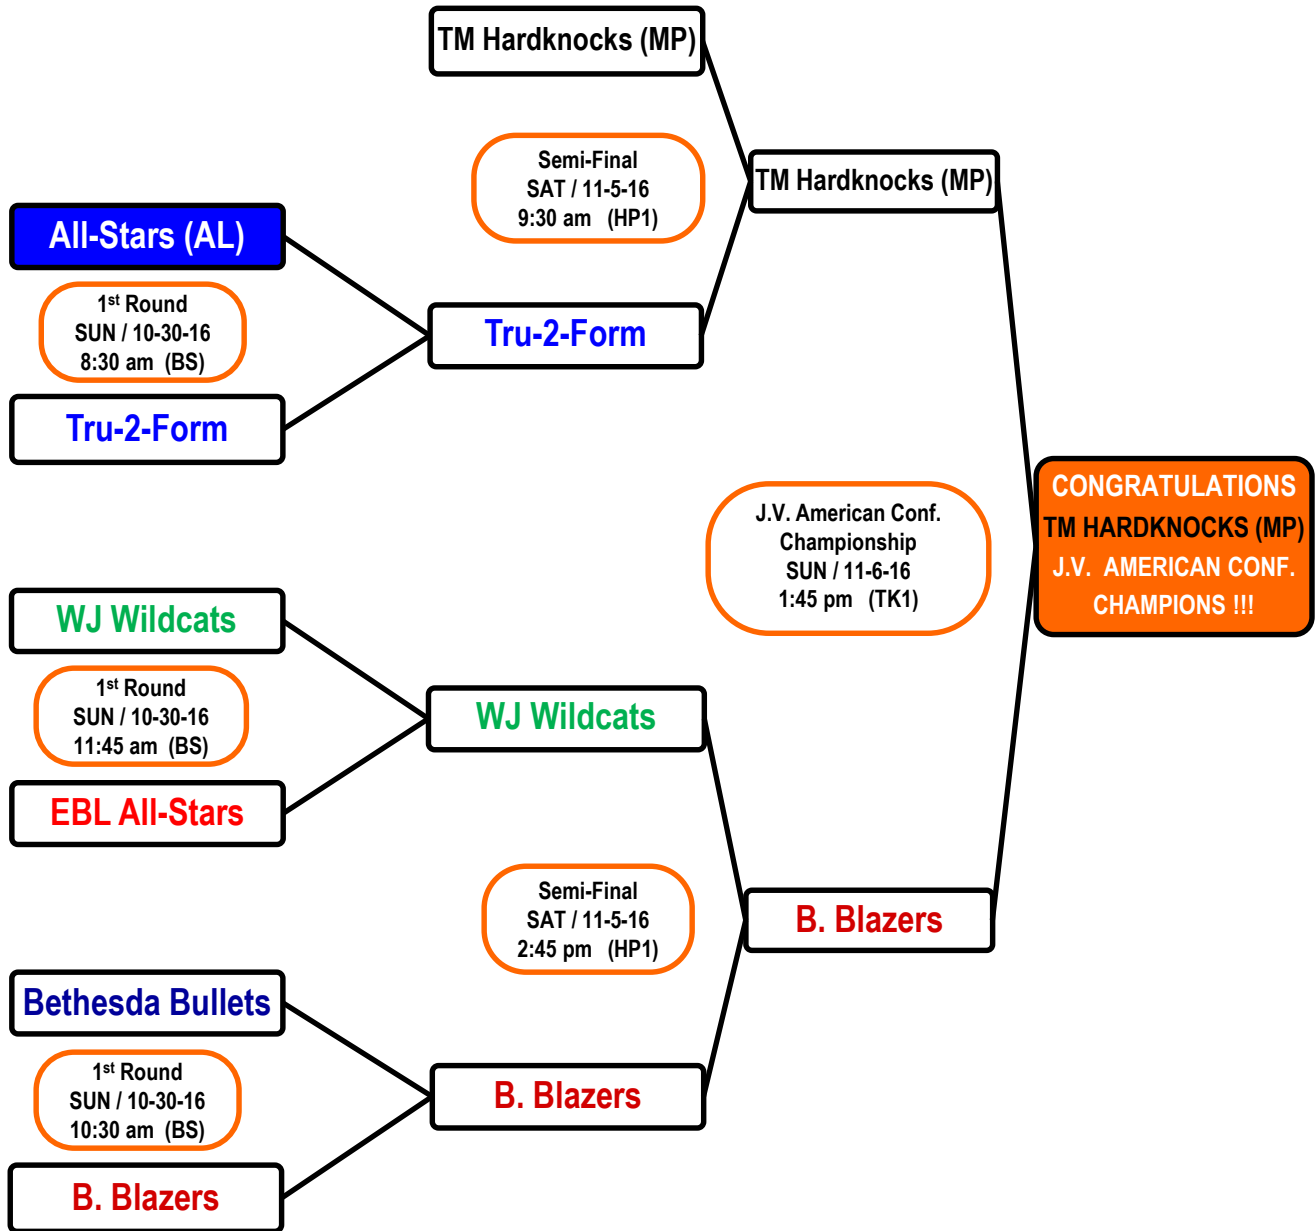 TM Hardknocks (MP)
Semi-Final
SAT / 11-5-16
9:30 am (HP1)
TM Hardknocks (MP)
All-Stars (AL)
1st Round
SUN / 10-30-16
8:30 am (BS)
Tru-2-Form
Tru-2-Form
J.V. American Conf.
Championship
SUN / 11-6-16
1:45 pm (TK1)
CONGRATULATIONS
TM HARDKNOCKS (MP)
J.V. AMERICAN CONF.
CHAMPIONS !!!
WJ Wildcats
1st Round
SUN / 10-30-16
11:45 am (BS)
WJ Wildcats
EBL All-Stars
Semi-Final
SAT / 11-5-16
2:45 pm (HP1)
B. Blazers
Bethesda Bullets
1st Round
SUN / 10-30-16
10:30 am (BS)
B. Blazers
B. Blazers